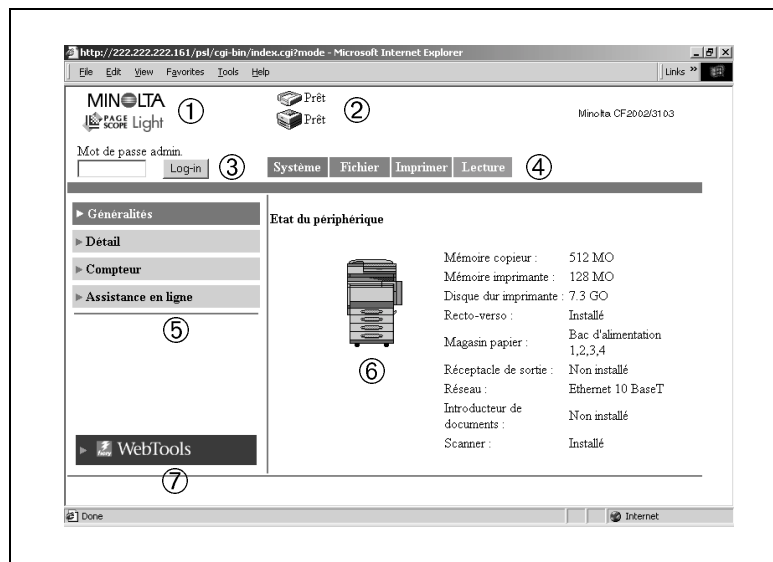 http://222.222.222.161/psl/cgi-bin/index.cgi?mode - Microsoft Internet Explorer
File Edit View Favorites Tools Help
Links »
MINOLTA
PAGE SCOPE Light
①
Prêt
Prêt
②
Minolta CF2002/3103
Mot de passe admin.
Log-in
③
Système Fichier Imprimer Lecture
④
Généralités
Détail
Compteur
Assistance en ligne
⑤
Etat du périphérique
⑥
Mémoire copieur : 512 MO
Mémoire imprimante : 128 MO
Disque dur imprimante : 7.3 GO
Recto-verso : Installé
Magasin papier : Bac d'alimentation
1,2,3,4
Réceptacle de sortie : Non installé
Réseau : Ethernet 10 BaseT
Introducteur de
documents : Non installé
Scanner : Installé
WebTools
⑦
Done
Internet